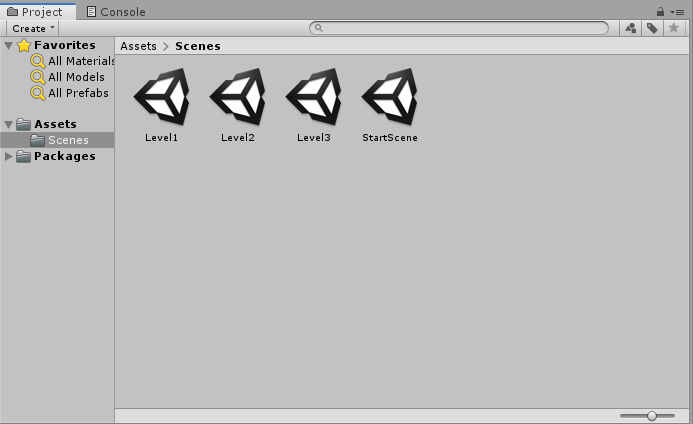 Project Console
Create
Favorites
All Materials
All Models
All Prefabs
Assets
Scenes
Packages
Assets > Scenes
Level1 Level2 Level3 StartScene